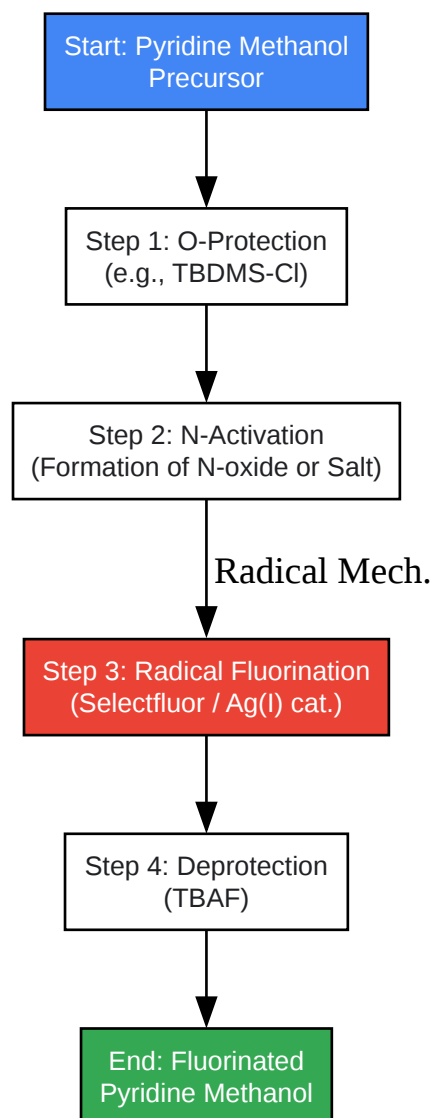 Start: Pyridine Methanol
Precursor
Step 1: O-Protection
(e.g., TBDMS-Cl)
Step 2: N-Activation
(Formation of N-oxide or Salt)
Radical Mech.
Step 3: Radical Fluorination
(Selectfluor / Ag(I) cat.)
Step 4: Deprotection
(TBAF)
End: Fluorinated
Pyridine Methanol